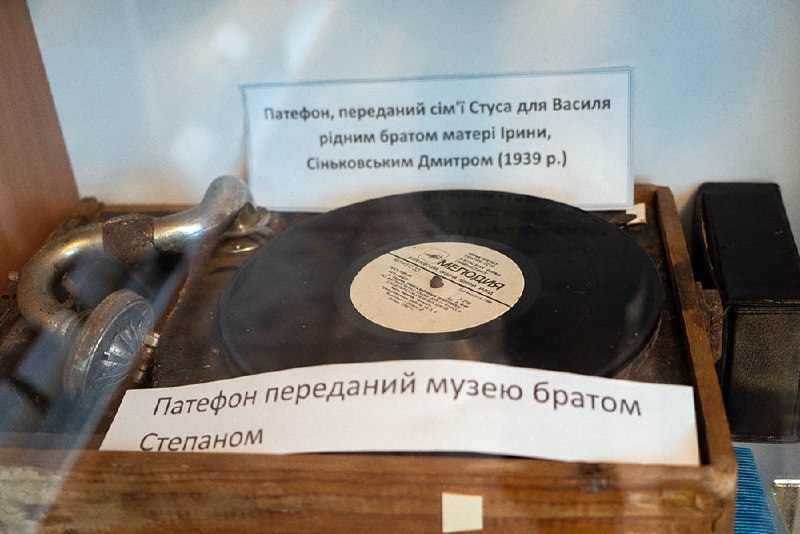 Патефон, переданий сім'ї Стуса для Василя
рідним братом матері Ірини,
Сіньковським Дмитром (1939 р.)
МЕЛОДИЯ
Патефон переданий музею братом
Степаном